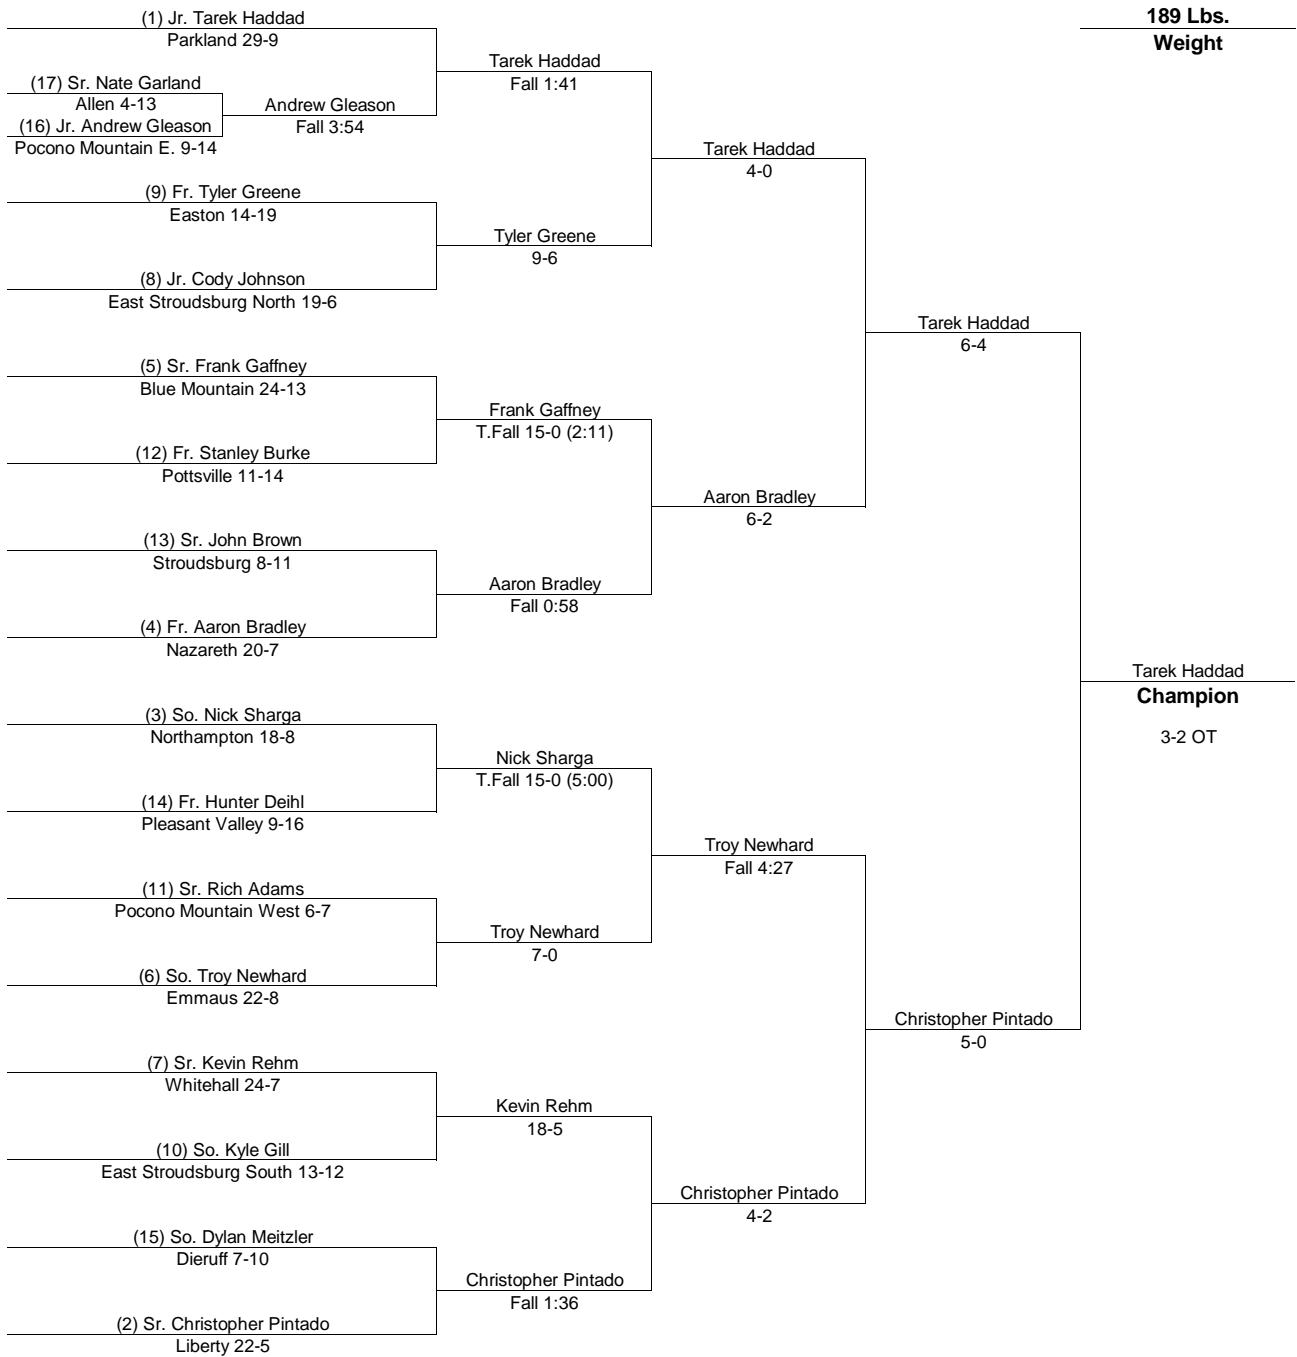 189 Lbs.
Weight
(1) Jr. Tarek Haddad
Parkland 29-9
(17) Sr. Nate Garland
Allen 4-13
(16) Jr. Andrew Gleason
Pocono Mountain E. 9-14
(9) Fr. Tyler Greene
Easton 14-19
(8) Jr. Cody Johnson
East Stroudsburg North 19-6
(5) Sr. Frank Gaffney
Blue Mountain 24-13
(12) Fr. Stanley Burke
Pottsville 11-14
(13) Sr. John Brown
Stroudsburg 8-11
(4) Fr. Aaron Bradley
Nazareth 20-7
(3) So. Nick Sharga
Northampton 18-8
(14) Fr. Hunter Deihl
Pleasant Valley 9-16
(11) Sr. Rich Adams
Pocono Mountain West 6-7
(6) So. Troy Newhard
Emmaus 22-8
(7) Sr. Kevin Rehm
Whitehall 24-7
(10) So. Kyle Gill
East Stroudsburg South 13-12
(15) So. Dylan Meitzler
Dieruff 7-10
(2) Sr. Christopher Pintado
Liberty 22-5
Andrew Gleason
Fall 3:54
Tarek Haddad
Fall 1:41
Tyler Greene
9-6
Frank Gaffney
T.Fall 15-0 (2:11)
Aaron Bradley
Fall 0:58
Nick Sharga
T.Fall 15-0 (5:00)
Troy Newhard
7-0
Kevin Rehm
18-5
Christopher Pintado
Fall 1:36
Tarek Haddad
4-0
Aaron Bradley
6-2
Troy Newhard
Fall 4:27
Christopher Pintado
4-2
Tarek Haddad
6-4
Christopher Pintado
5-0
Tarek Haddad
Champion
3-2 OT